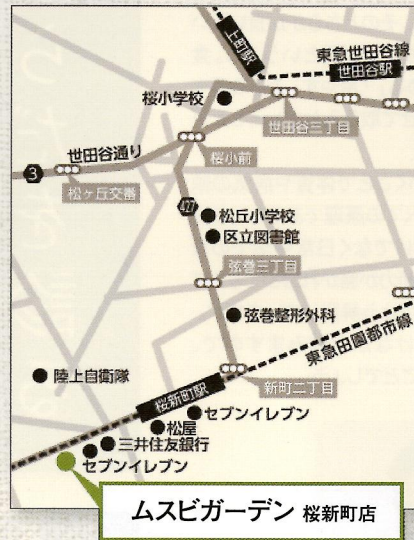 上町駅
東急世田谷線
世田谷駅
桜小学校
世田谷三丁目
世田谷通り
桜小前
3
松ヶ丘交番
427
松丘小学校
区立図書館
弦巻三丁目
弦巻整形外科
東急田園都市線
陸上自衛隊
新町二丁目
桜新町駅
セブンイレブン
松屋
三井住友銀行
セブンイレブン
ムスビガーデン 桜新町店